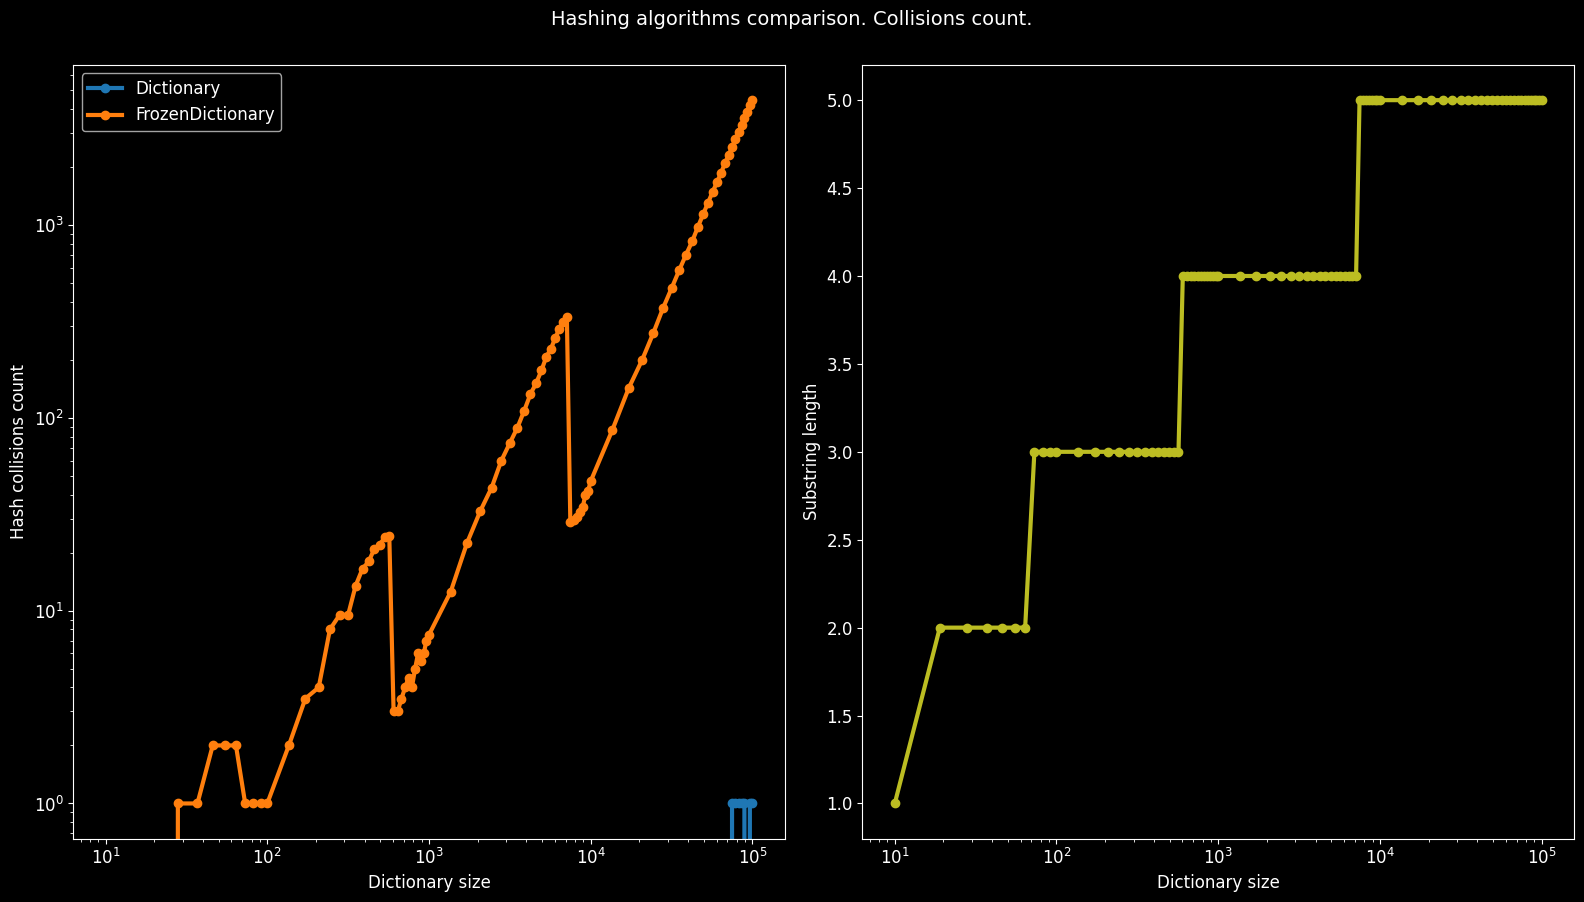 Hashing algorithms comparison. Collisions count.
Dictionary
FrozenDictionary
Hash collisions count
10³
10²
10¹
10⁰
10¹ 10² 10³ 10⁴ 10⁵
Dictionary size
Substring length
5.0
4.5
4.0
3.5
3.0
2.5
2.0
1.5
1.0
10¹ 10² 10³ 10⁴ 10⁵
Dictionary size